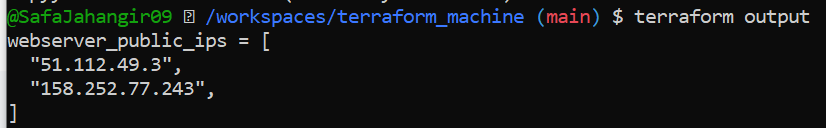 @SafaJahangir09 → /workspaces/terraform_machine (main) $ terraform output
webserver_public_ips = [
  "51.112.49.3",
  "158.252.77.243",
]